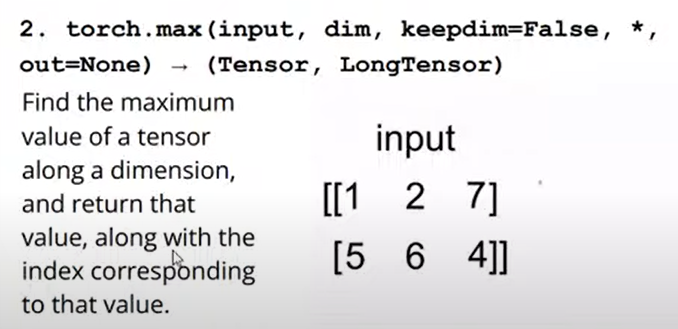 2. torch.max(input, dim, keepdim=False, *,
out=None) → (Tensor, LongTensor)
Find the maximum
value of a tensor
along a dimension,
and return that
value, along with the
index corresponding
to that value.
input
[[1 2 7]
[5 6 4]]